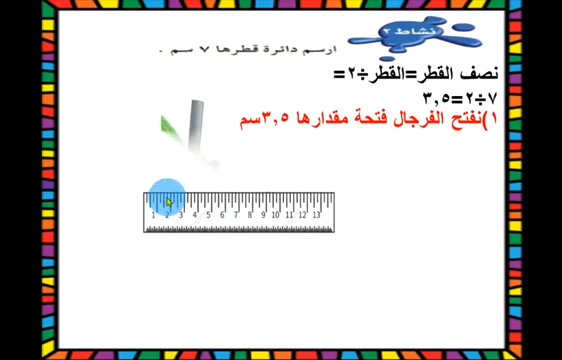 نشاط ٢
ارسم دائرة قطرها ٧ سم .
نصف القطر=القطر÷٢=
٧÷٢=٣,٥
١)نفتح الفرجال فتحة مقدارها ٣,٥سم
1 2 3 4 5 6 7 8 9 10 11 12 13